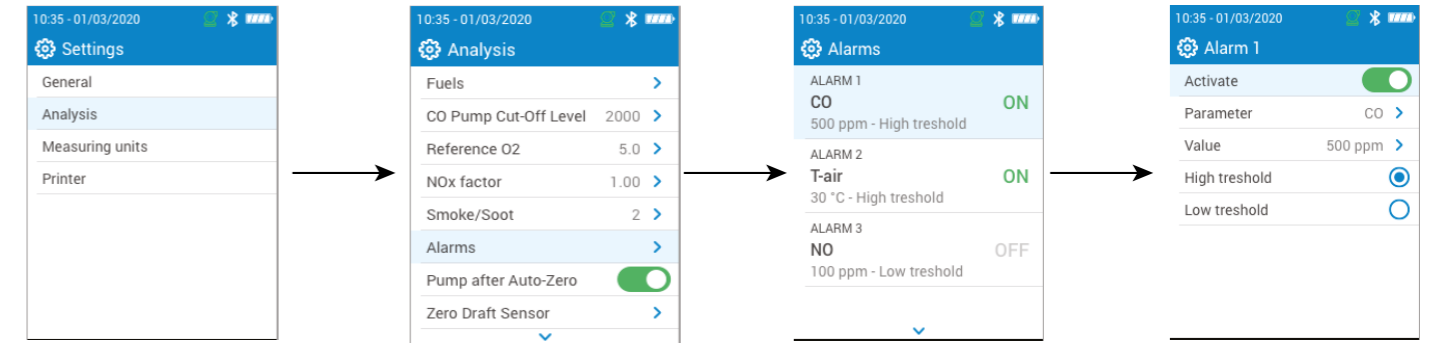 10:35 - 01/03/2020
Settings
General
Analysis
Measuring units
Printer
10:35 - 01/03/2020
Analysis
Fuels
CO Pump Cut-Off Level 2000
Reference O2 5.0
NOx factor 1.00
Smoke/Soot 2
Alarms
Pump after Auto-Zero
Zero Draft Sensor
10:35 - 01/03/2020
Alarms
ALARM 1
CO ON
500 ppm - High treshold
ALARM 2
T-air ON
30 °C - High treshold
ALARM 3
NO OFF
100 ppm - Low treshold
10:35 - 01/03/2020
Alarm 1
Activate
Parameter CO
Value 500 ppm
High treshold
Low treshold